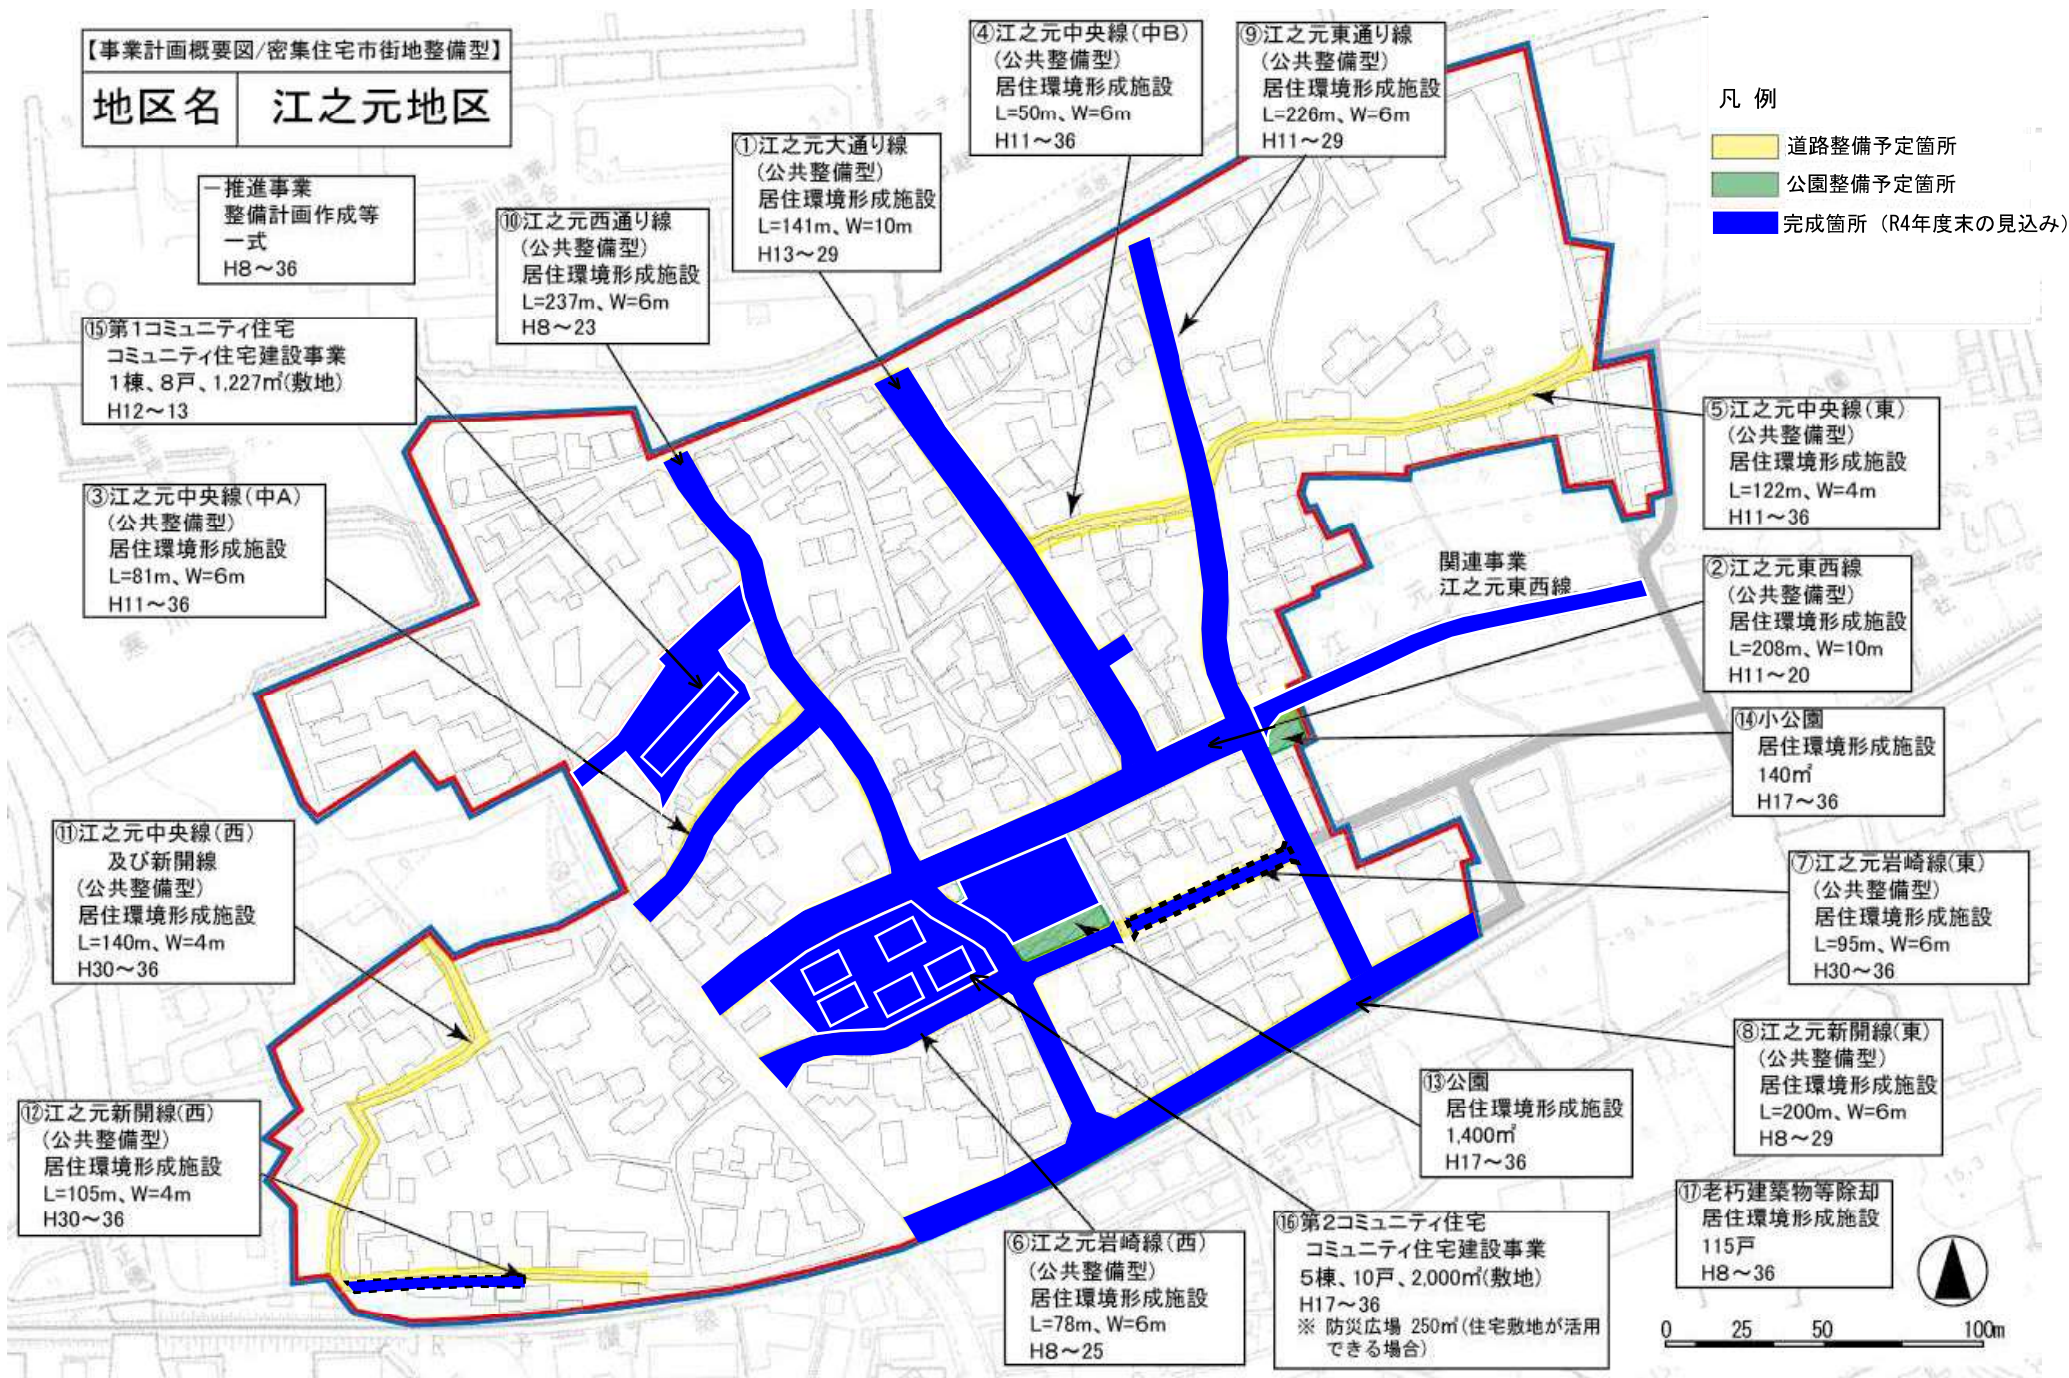 【事業計画概要図/密集住宅市街地整備型】
地区名 江之元地区
一推進事業
整備計画作成等
一式
H8～36
⑮第1コミュニティ住宅
コミュニティ住宅建設事業
1棟、8戸、1,227㎡(敷地)
H12～13
③江之元中央線(中A)
(公共整備型)
居住環境形成施設
L=81m、W=6m
H11～36
⑪江之元中央線(西)
及び新開線
(公共整備型)
居住環境形成施設
L=140m、W=4m
H30～36
⑫江之元新開線(西)
(公共整備型)
居住環境形成施設
L=105m、W=4m
H30～36
⑩江之元西通り線
(公共整備型)
居住環境形成施設
L=237m、W=6m
H8～23
①江之元大通り線
(公共整備型)
居住環境形成施設
L=141m、W=10m
H13～29
④江之元中央線(中B)
(公共整備型)
居住環境形成施設
L=50m、W=6m
H11～36
⑨江之元東通り線
(公共整備型)
居住環境形成施設
L=226m、W=6m
H11～29
凡 例
道路整備予定箇所
公園整備予定箇所
完成箇所（R4年度末の見込み）
⑤江之元中央線(東)
(公共整備型)
居住環境形成施設
L=122m、W=4m
H11～36
関連事業
江之元東西線
②江之元東西線
(公共整備型)
居住環境形成施設
L=208m、W=10m
H11～20
⑭小公園
居住環境形成施設
140㎡
H17～36
⑦江之元岩崎線(東)
(公共整備型)
居住環境形成施設
L=95m、W=6m
H30～36
⑧江之元新開線(東)
(公共整備型)
居住環境形成施設
L=200m、W=6m
H8～29
⑬公園
居住環境形成施設
1,400㎡
H17～36
⑥江之元岩崎線(西)
(公共整備型)
居住環境形成施設
L=78m、W=6m
H8～25
⑯第2コミュニティ住宅
コミュニティ住宅建設事業
5棟、10戸、2,000㎡(敷地)
H17～36
※ 防災広場 250㎡(住宅敷地が活用
できる場合)
⑰老朽建築物等除却
居住環境形成施設
115戸
H8～36
0 25 50 100m